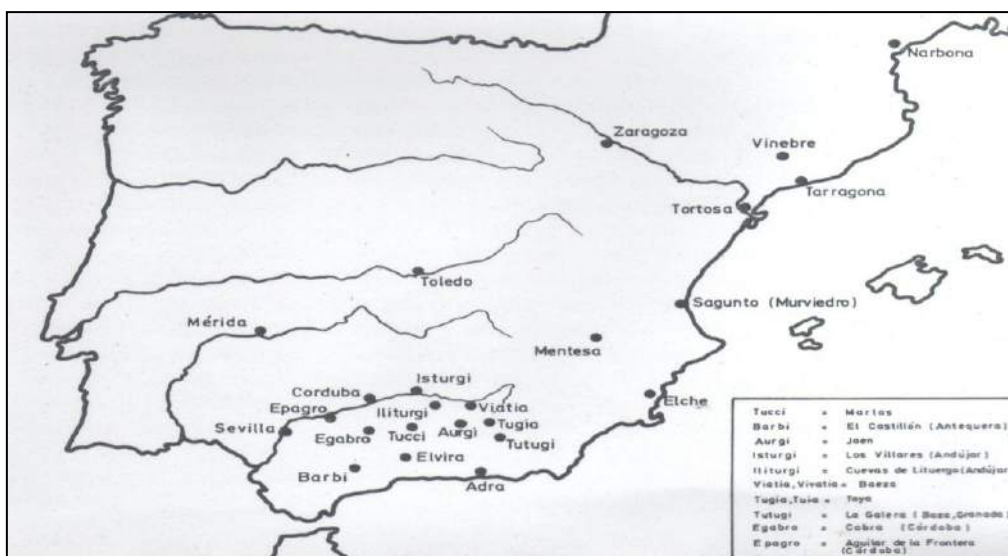 Narbona
Zaragoza
Vinebre
Tarragona
Tortosa
Toledo
Sagunto (Murviedro)
Mérida
Mentesa
Isturgi
Corduba
Elche
Epagro
Iliturgi
Viatia
Sevilla
Egabro
Tucci
Aurgi
Tugia
Tutugi
Elvira
Barbi
Adra
Tucci = Martos
Barbi = El Castillón (Antequera)
Aurgi = Jaen
Isturgi = Los Villares (Andújar)
Iliturgi = Cuevas de Lituergo (Andújar
Viatia, Vivatia = Baeza
Tugia, Tuia = Toya
Tutugi = La Galera (Baza, Granada)
Egabro = Cabra (Córdoba)
Epagro = Aguilar de la Frontera
(Córdoba)